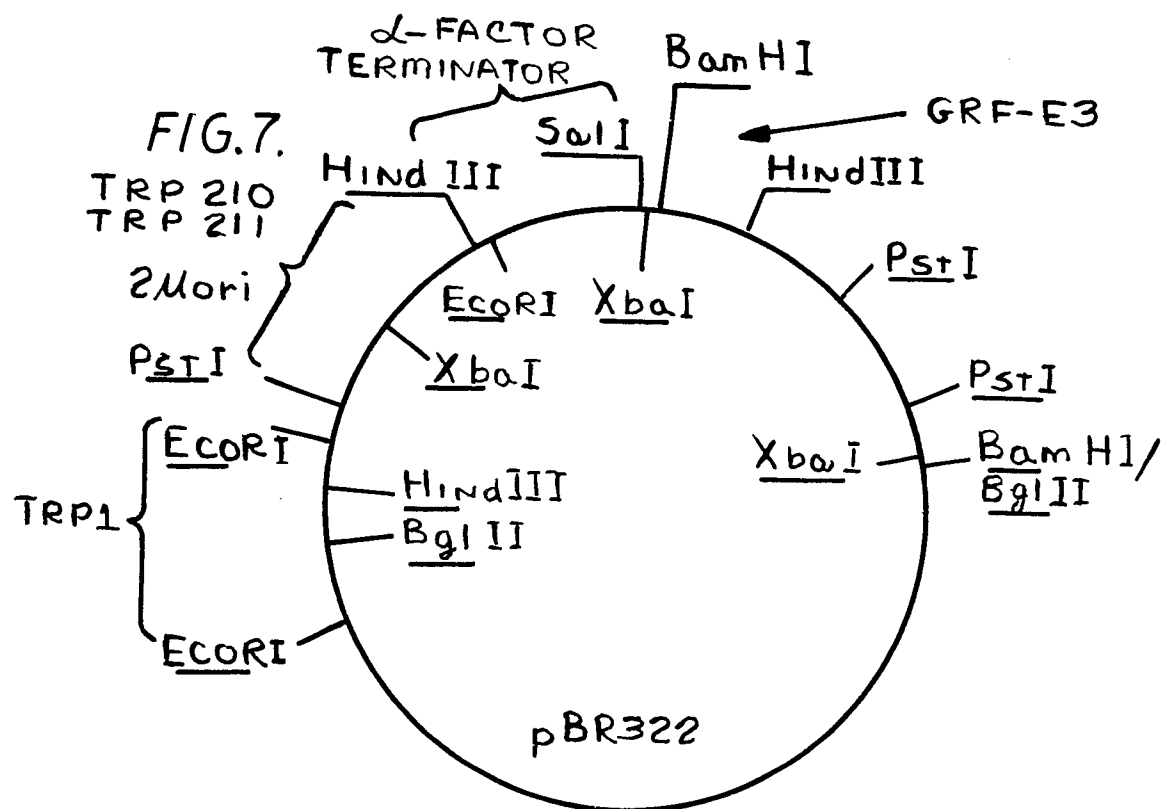 α-FACTOR
TERMINATOR
BamHI
FIG.7.
SalI
GRF-E3
TRP 210
TRP 211
HindIII
HindIII
2μori
PstI
EcoRI
XbaI
PstI
XbaI
PstI
EcoRI
XbaI
BamHI/
BglII
TRP1
HindIII
BglII
EcoRI
pBR322